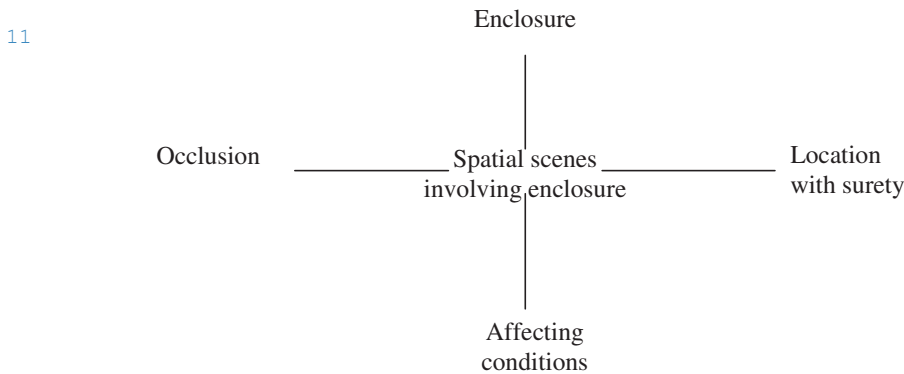 Enclosure
11
Occlusion
Spatial scenes
involving enclosure
Location
with surety
Affecting
conditions